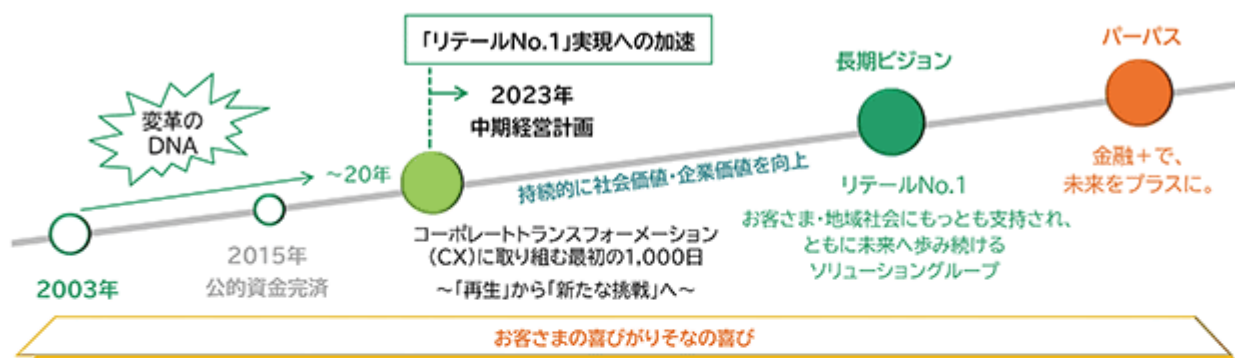 「リテールNo.1」実現への加速
変革の
DNA
～20年
2003年
2015年
公的資金完済
2023年
中期経営計画
コーポレートトランスフォーメーション
(CX)に取り組む最初の1,000日
～「再生」から「新たな挑戦」へ～
持続的に社会価値・企業価値を向上
長期ビジョン
リテールNo.1
お客さま・地域社会にもっとも支持され、
ともに未来へ歩み続ける
ソリューショングループ
パーパス
金融+で、
未来をプラスに。
お客さまの喜びがりそなの喜び